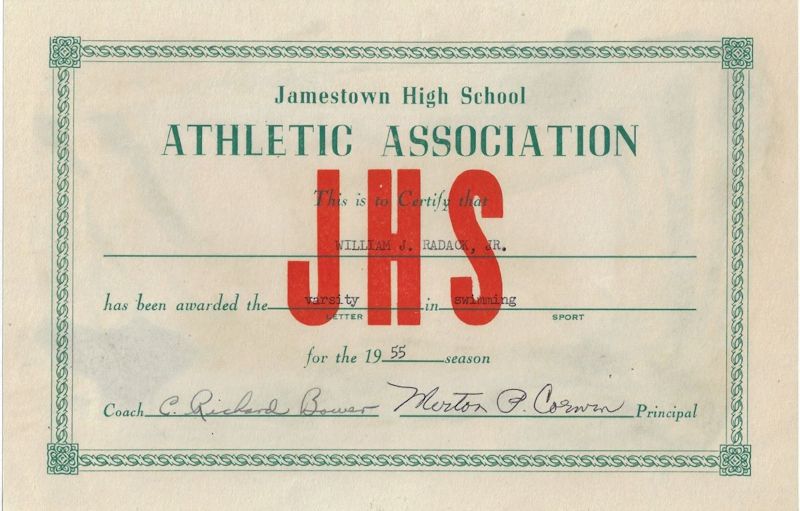 Jamestown High School
ATHLETIC ASSOCIATION
JHS
This is to Certify that
WILLIAM J. RADACK, JR.
has been awarded the varsity in swimming
LETTER SPORT
for the 1955 season
Coach C. Richard Bower Merton P. Corwin Principal